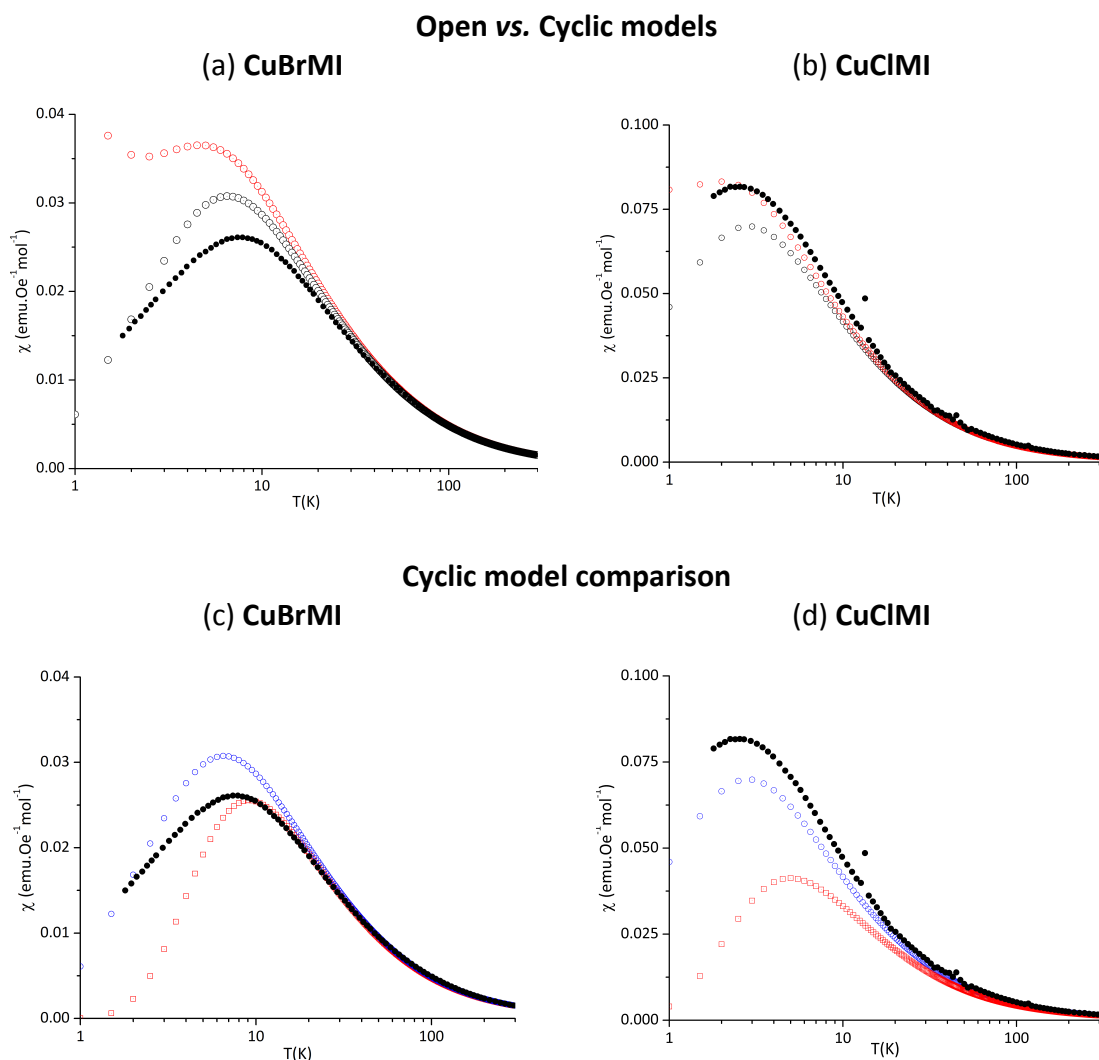 Open vs. Cyclic models
(a) CuBrMI
(b) CuClMI
0.04
0.03
0.02
0.01
0.00
χ (emu.Oe⁻¹mol⁻¹)
1
10
100
T(K)
0.100
0.075
0.050
0.025
0.000
χ (emu.Oe⁻¹mol⁻¹)
1
10
100
T(K)
Cyclic model comparison
(c) CuBrMI
(d) CuClMI
0.04
0.03
0.02
0.01
0.00
χ (emu.Oe⁻¹mol⁻¹)
1
10
100
T(K)
0.100
0.075
0.050
0.025
0.000
χ (emu.Oe⁻¹mol⁻¹)
1
10
100
T(K)